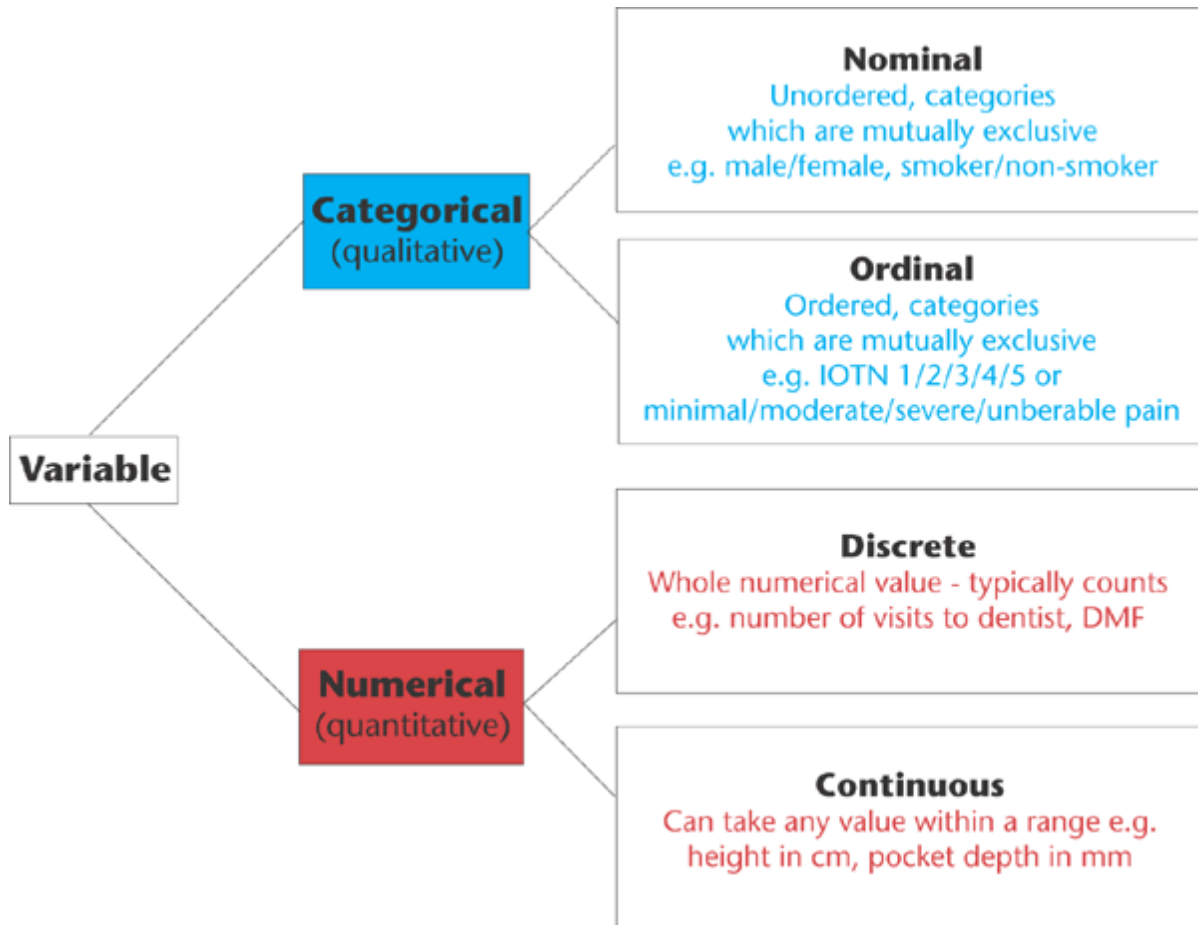 Variable
Categorical
(qualitative)
Nominal
Unordered, categories
which are mutually exclusive
e.g. male/female, smoker/non-smoker
Ordinal
Ordered, categories
which are mutually exclusive
e.g. IOTN 1/2/3/4/5 or
minimal/moderate/severe/unberable pain
Numerical
(quantitative)
Discrete
Whole numerical value - typically counts
e.g. number of visits to dentist, DMF
Continuous
Can take any value within a range e.g.
height in cm, pocket depth in mm